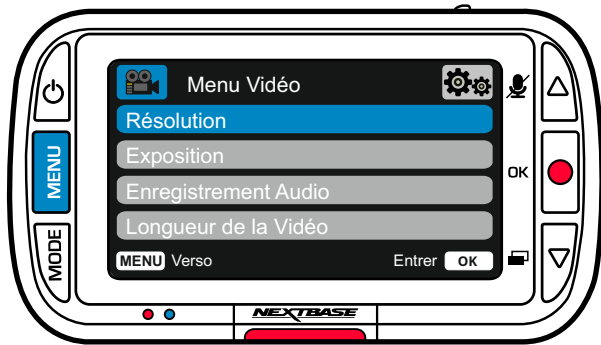 Menu Vidéo
Résolution
Exposition
Enregistrement Audio
Longueur de la Vidéo
MENU Verso Entrer OK
MENU
MODE
OK
NEXTBASE